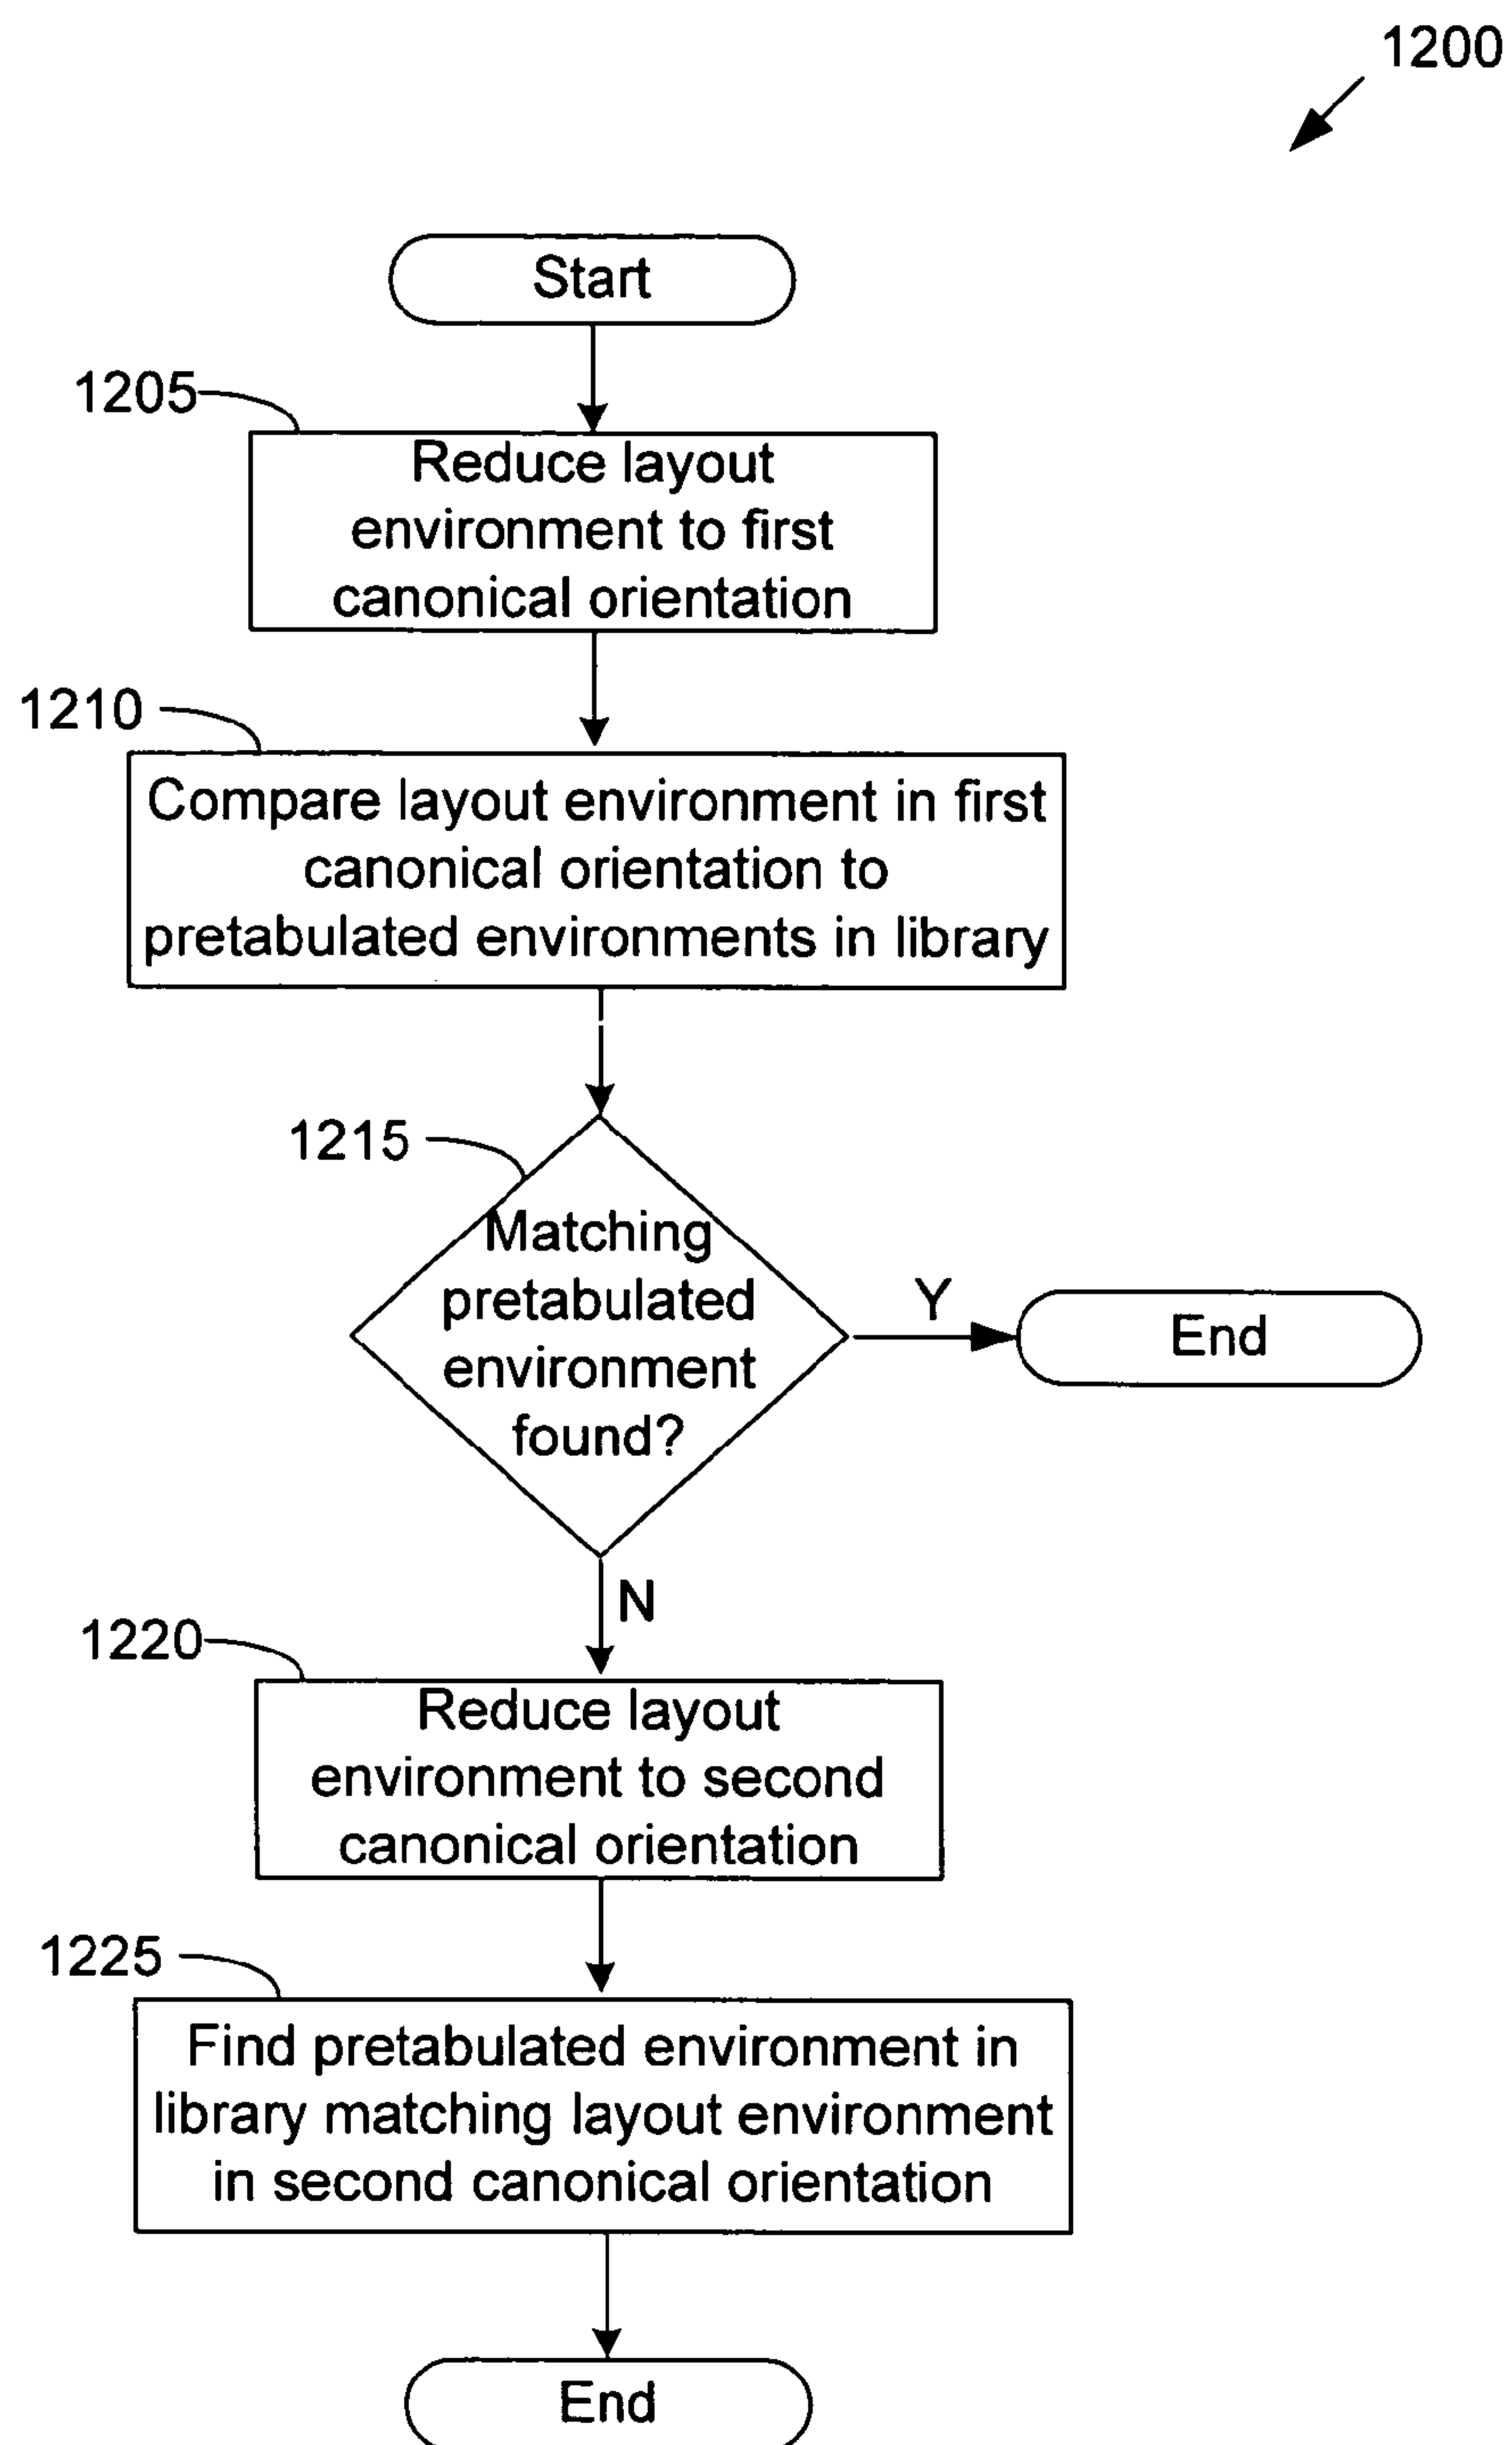 1200
Start
1205
Reduce layout
environment to first
canonical orientation
1210
Compare layout environment in first
canonical orientation to
pretabulated environments in library
1215
Matching
pretabulated
environment
found?
Y
End
N
1220
Reduce layout
environment to second
canonical orientation
1225
Find pretabulated environment in
library matching layout environment
in second canonical orientation
End